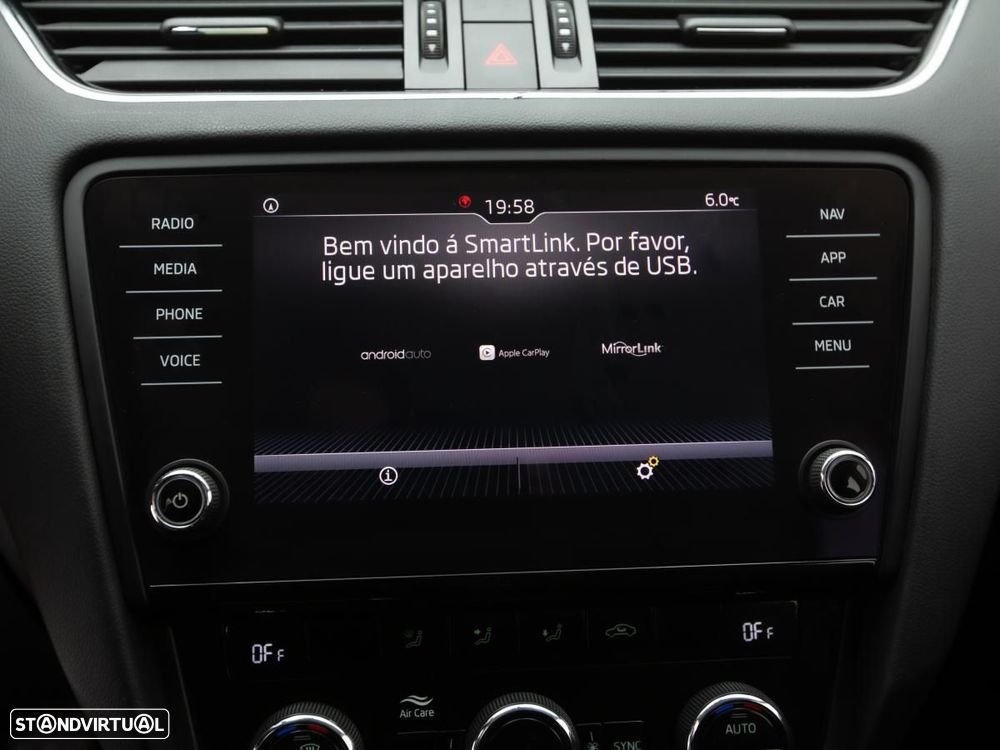 19:58
6.0°C
RADIO
MEDIA
PHONE
VOICE
Bem vindo á SmartLink. Por favor,
ligue um aparelho através de USB.
androidauto
Apple CarPlay
MirrorLink
NAV
APP
CAR
MENU
OFF
OFF
Air Care
SYNC
AUTO
STANDVIRTUAL